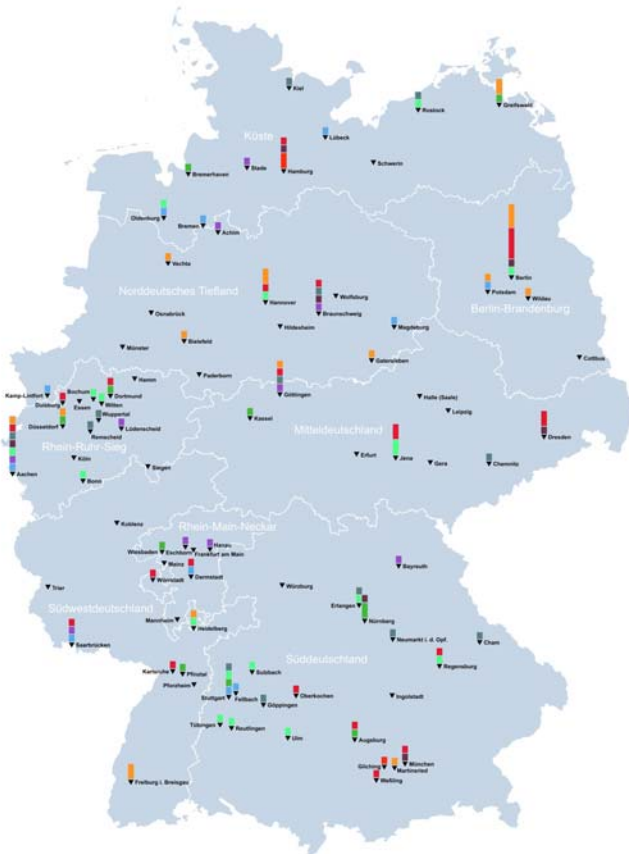 Kiel
Rostock
Greifswald
Küste
Lübeck
Stade
Hamburg
Schwerin
Bremerhaven
Oldenburg
Bremen
Achim
Vechta
Berlin
Norddeutsches Tiefland
Hannover
Wolfsburg
Braunschweig
Potsdam
Wildau
Berlin-Brandenburg
Osnabrück
Hildesheim
Magdeburg
Bielefeld
Münster
Gatersleben
Cottbus
Hamm
Paderborn
Göttingen
Kamp-Lintfort
Bochum
Dortmund
Duisburg
Essen
Witten
Halle (Saale)
Leipzig
Wuppertal
Düsseldorf
Remscheid
Lüdenscheid
Kassel
Mitteldeutschland
Dresden
Rhein-Ruhr-Sieg
Köln
Siegen
Erfurt
Jena
Gera
Chemnitz
Aachen
Bonn
Koblenz
Rhein-Main-Neckar
Wiesbaden
Eschborn
Hanau
Frankfurt am Main
Mainz
Bayreuth
Trier
Wörrstadt
Darmstadt
Würzburg
Südwestdeutschland
Erlangen
Mannheim
Heidelberg
Nürnberg
Saarbrücken
Neumarkt i. d. Opf.
Cham
Süddeutschland
Karlsruhe
Pfinztal
Sulzbach
Regensburg
Pforzheim
Stuttgart
Fellbach
Göppingen
Oberkochen
Ingolstadt
Tübingen
Reutlingen
Ulm
Augsburg
München
Gilching
Martinsried
Weßling
Freiburg i. Breisgau